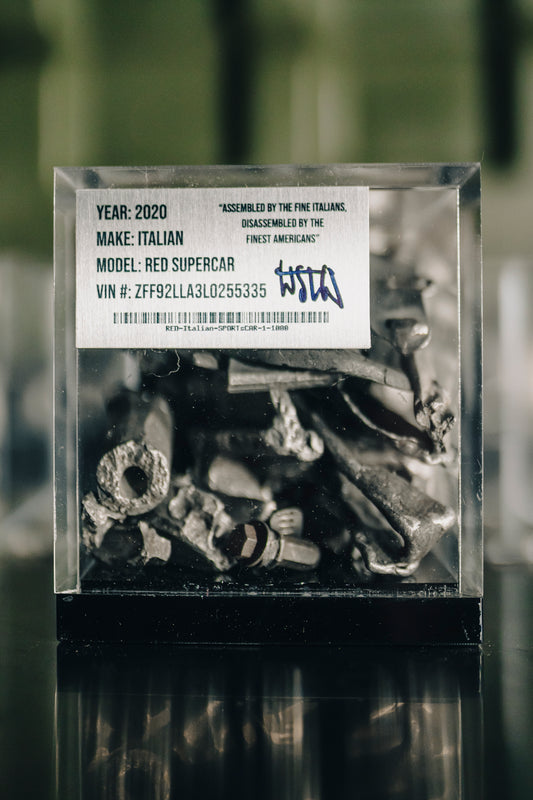 YEAR: 2020
MAKE: ITALIAN
MODEL: RED SUPERCAR
VIN #: ZFF92LLA3L0255335
"ASSEMBLED BY THE FINE ITALIANS,
DISASSEMBLED BY THE
FINEST AMERICANS"
RED-Italian-SPORTsCAR-1-1000